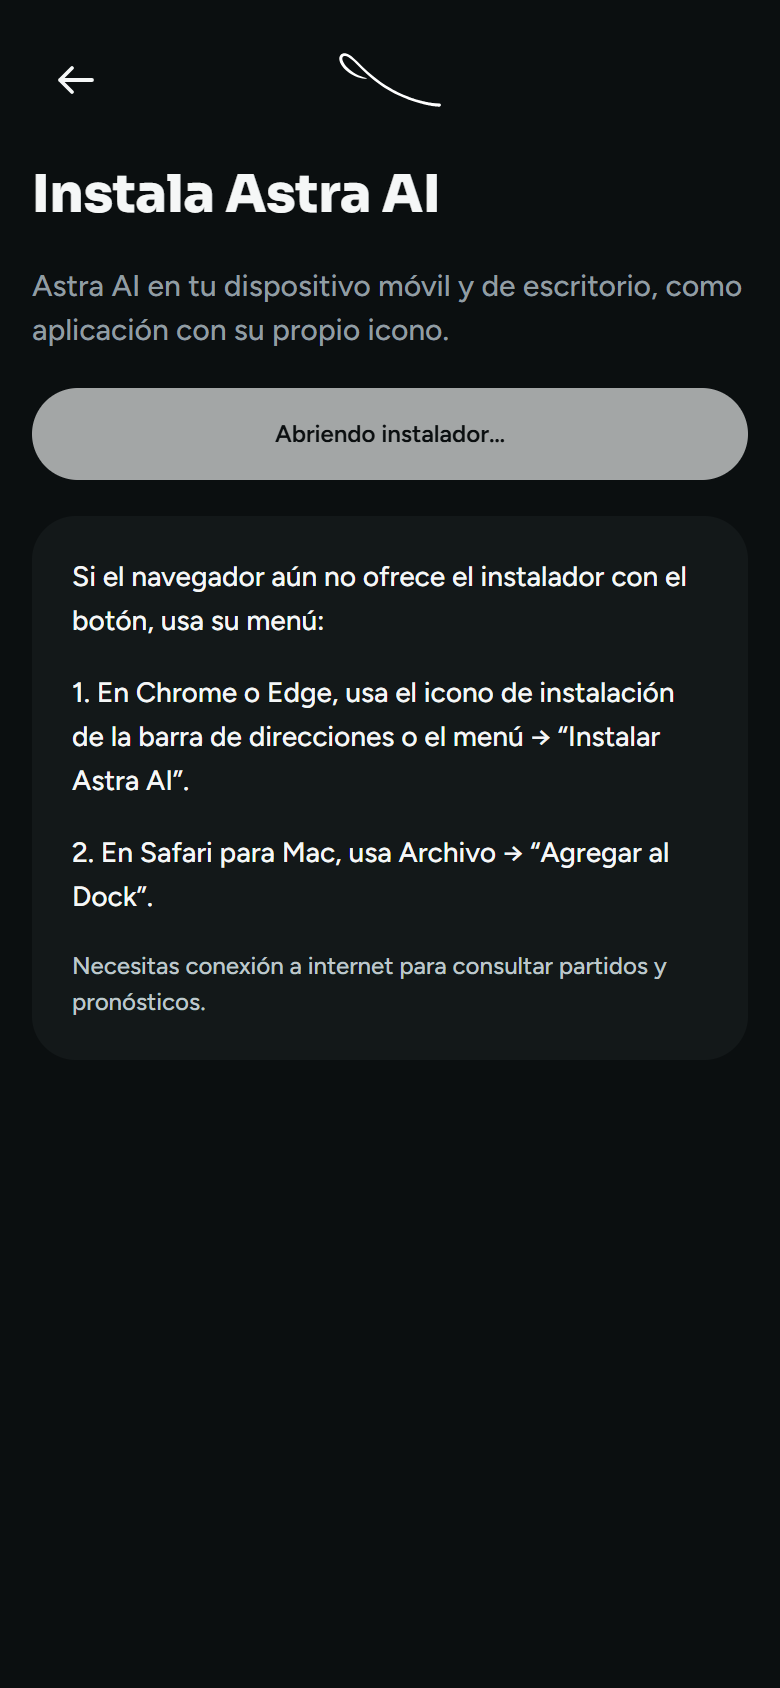 Instala Astra AI
Astra AI en tu dispositivo móvil y de escritorio, como
aplicación con su propio icono.
Abriendo instalador...
Si el navegador aún no ofrece el instalador con el
botón, usa su menú:
1. En Chrome o Edge, usa el icono de instalación
de la barra de direcciones o el menú → “Instalar
Astra AI”.
2. En Safari para Mac, usa Archivo → “Agregar al
Dock”.
Necesitas conexión a internet para consultar partidos y
pronósticos.